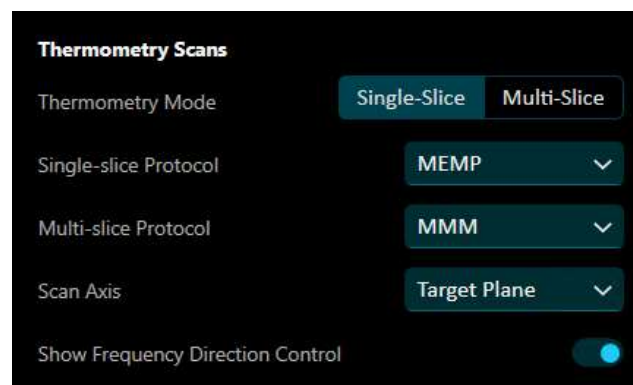 Thermometry Scans
Thermometry Mode Single-Slice Multi-Slice
Single-slice Protocol MEMP
Multi-slice Protocol MMM
Scan Axis Target Plane
Show Frequency Direction Control